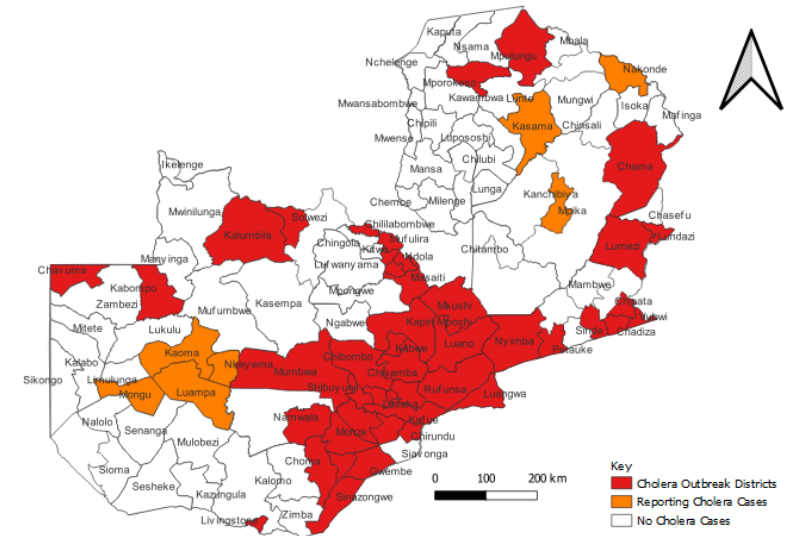 Kaputa
Nsama
Mpulungu
Mbala
Nchelenge
Mporokoso
Nakonde
Kawambwa
Lunte
Mungwi
Isoka
Mwansabombwe
Mafinga
Chipili
Kasama
Chinsali
Mwense
Lupososhi
Chilubi
Chama
Mansa
Ikelenge
Lunga
Kanchibiya
Chembe
Milenge
Mpika
Mwinilunga
Solwezi
Chasefu
Chililabombwe
Kalumbila
Mufulira
Lundazi
Chingola
Kitwe
Lumezi
Chitambo
Manyinga
Ndola
Lufwanyama
Chavuma
Masaiti
Kabompo
Mambwe
Mpongwe
Zambezi
Kasempa
Chipata
Mkushi
Mufumbwe
Vubwi
Mitete
Lukulu
Ngabwe
Kapiri Mposhi
Sinda
Chadiza
Luano
Nyimba
Kaoma
Kabwe
Petauke
Chibombo
Kalabo
Nkeyema
Mumbwa
Chisamba
Sikongo
Limulunga
Shibuyunji
Rufunsa
Mongu
Luampa
Luangwa
Lusaka
Nalolo
Namwala
Kafue
Senanga
Monze
Chirundu
Mulobezi
Siavonga
Choma
Key
Sioma
Gwembe
Kalomo
Sesheke
0 100 200 km
Cholera Outbreak Districts
Kazungula
Sinazongwe
Reporting Cholera Cases
Livingstone
Zimba
No Cholera Cases